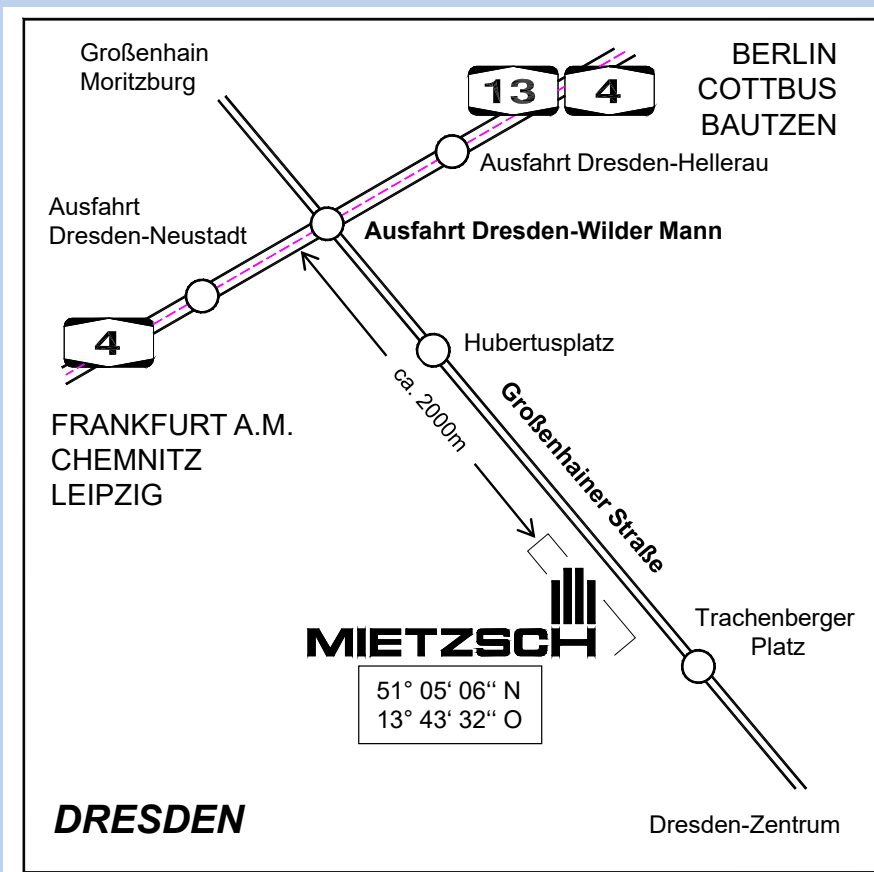 Großenhain
Moritzburg
13
4
BERLIN
COTTBUS
BAUTZEN
Ausfahrt Dresden-Hellerau
Ausfahrt
Dresden-Neustadt
Ausfahrt Dresden-Wilder Mann
4
Hubertusplatz
ca. 2000m
Großenhainer Straße
FRANKFURT A.M.
CHEMNITZ
LEIPZIG
MIETZSCH
Trachenberger
Platz
51° 05‘ 06“ N
13° 43‘ 32“ O
DRESDEN
Dresden-Zentrum